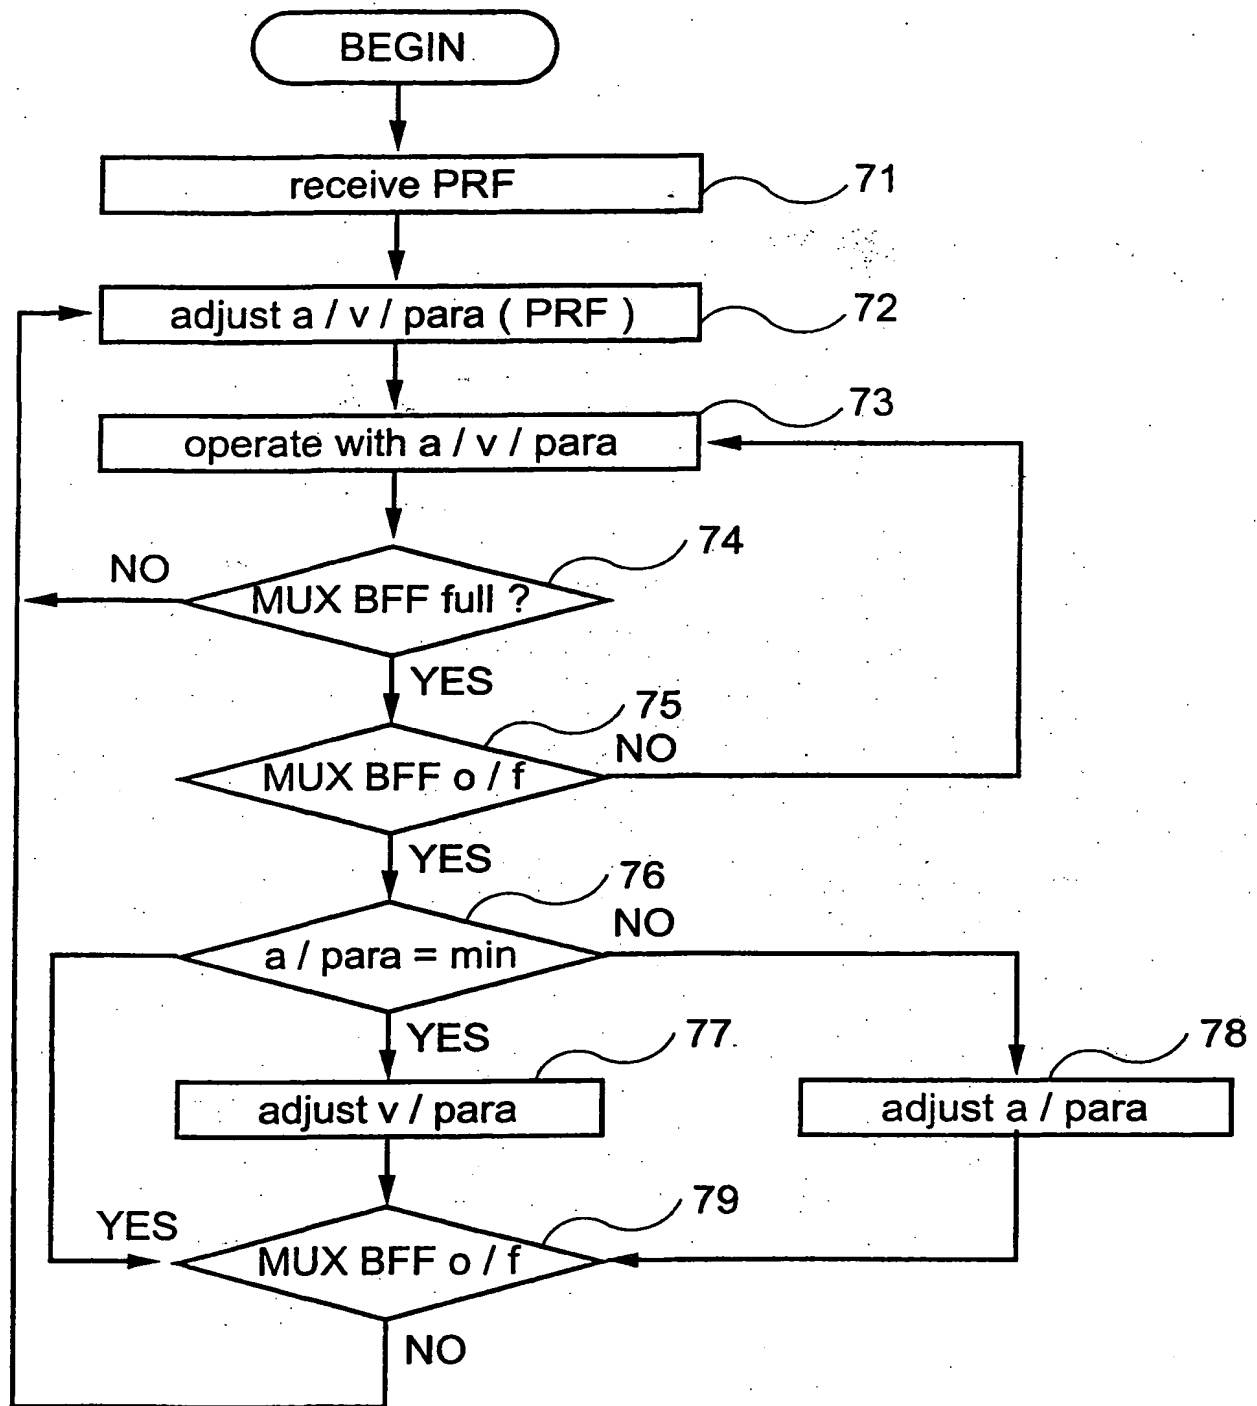 BEGIN
receive PRF
71
adjust a / v / para ( PRF )
72
operate with a / v / para
73
MUX BFF full ?
74
NO
YES
MUX BFF o / f
75
NO
YES
a / para = min
76
NO
YES
adjust v / para
77
adjust a / para
78
YES
MUX BFF o / f
79
NO